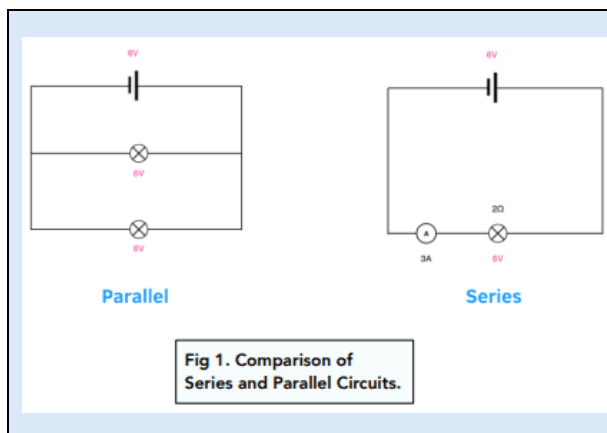 6V
6V
6V
6V
2Ω
A
3A
6V
Parallel
Series
Fig 1. Comparison of
Series and Parallel Circuits.